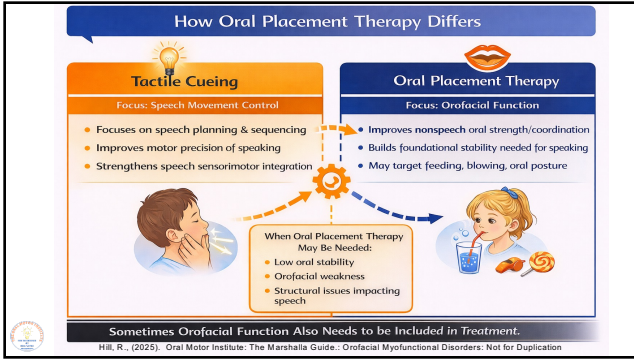 How Oral Placement Therapy Differs
Tactile Cueing
Focus: Speech Movement Control
• Focuses on speech planning & sequencing
• Improves motor precision of speaking
• Strengthens speech sensorimotor integration
Oral Placement Therapy
Focus: Orofacial Function
• Improves nonspeech oral strength/coordination
• Builds foundational stability needed for speaking
• May target feeding, blowing, oral posture
When Oral Placement Therapy
May Be Needed:
• Low oral stability
• Orofacial weakness
• Structural issues impacting
speech
Sometimes Orofacial Function Also Needs to be Included in Treatment.
Hill, R., (2025). Oral Motor Institute: The Marshalla Guide.: Orofacial Myofunctional Disorders: Not for Duplication